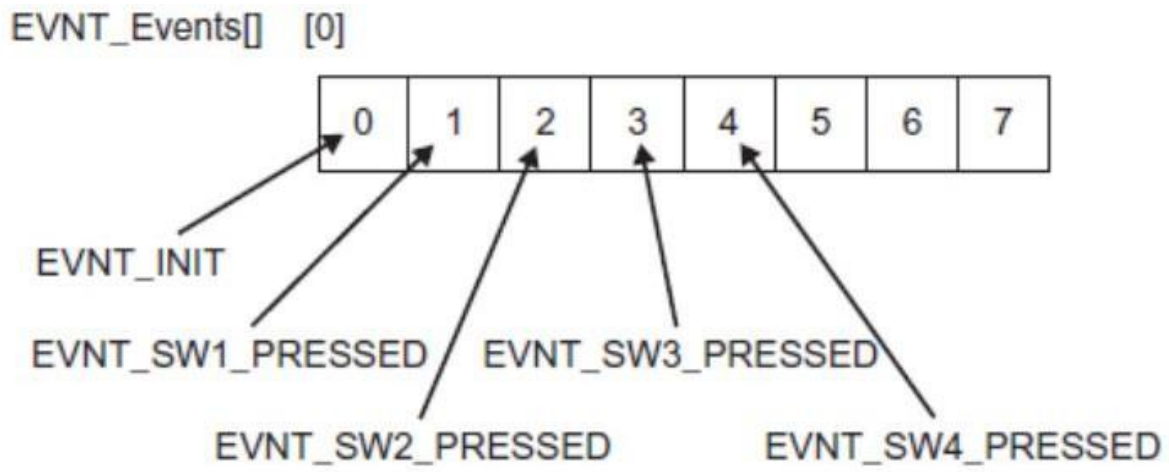 EVNT_Events[] [0]
0 1 2 3 4 5 6 7
EVNT_INIT
EVNT_SW1_PRESSED EVNT_SW3_PRESSED
EVNT_SW2_PRESSED EVNT_SW4_PRESSED